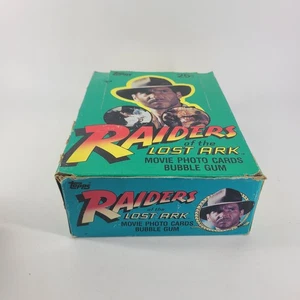 Topps
RAIDERS
of the
LOST ARK
MOVIE PHOTO CARDS
BUBBLE GUM
Topps
RAIDERS
of the
LOST ARK
MOVIE PHOTO CARDS
BUBBLE GUM